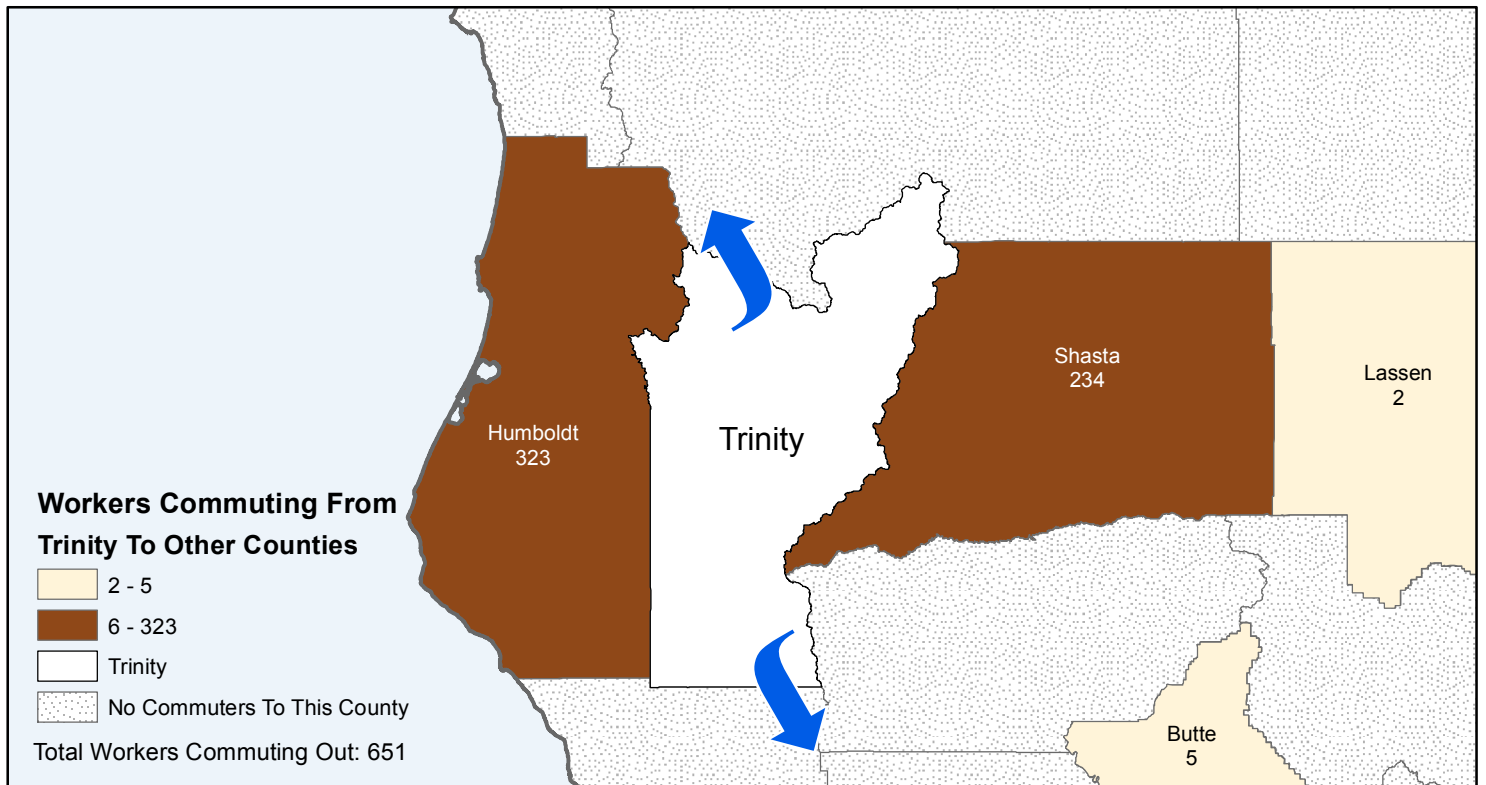 Shasta
234
Lassen
2
Humboldt
323
Trinity
Workers Commuting From
Trinity To Other Counties
2 - 5
6 - 323
Trinity
No Commuters To This County
Total Workers Commuting Out: 651
Butte
5